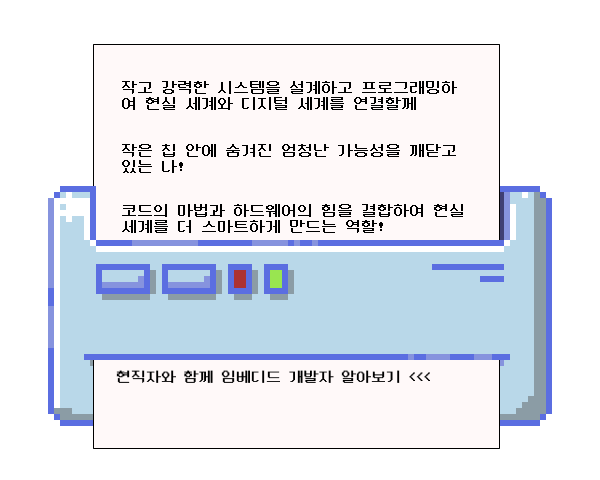 작고 강력한 시스템을 설계하고 프로그래밍하
여 현실 세계와 디지털 세계를 연결할께
작은 칩 안에 숨겨진 엄청난 가능성을 깨닫고
있는 나!
코드의 마법과 하드웨어의 힘을 결합하여 현실
세계를 더 스마트하게 만드는 역할!
현직자와 함께 임베디드 개발자 알아보기 <<<